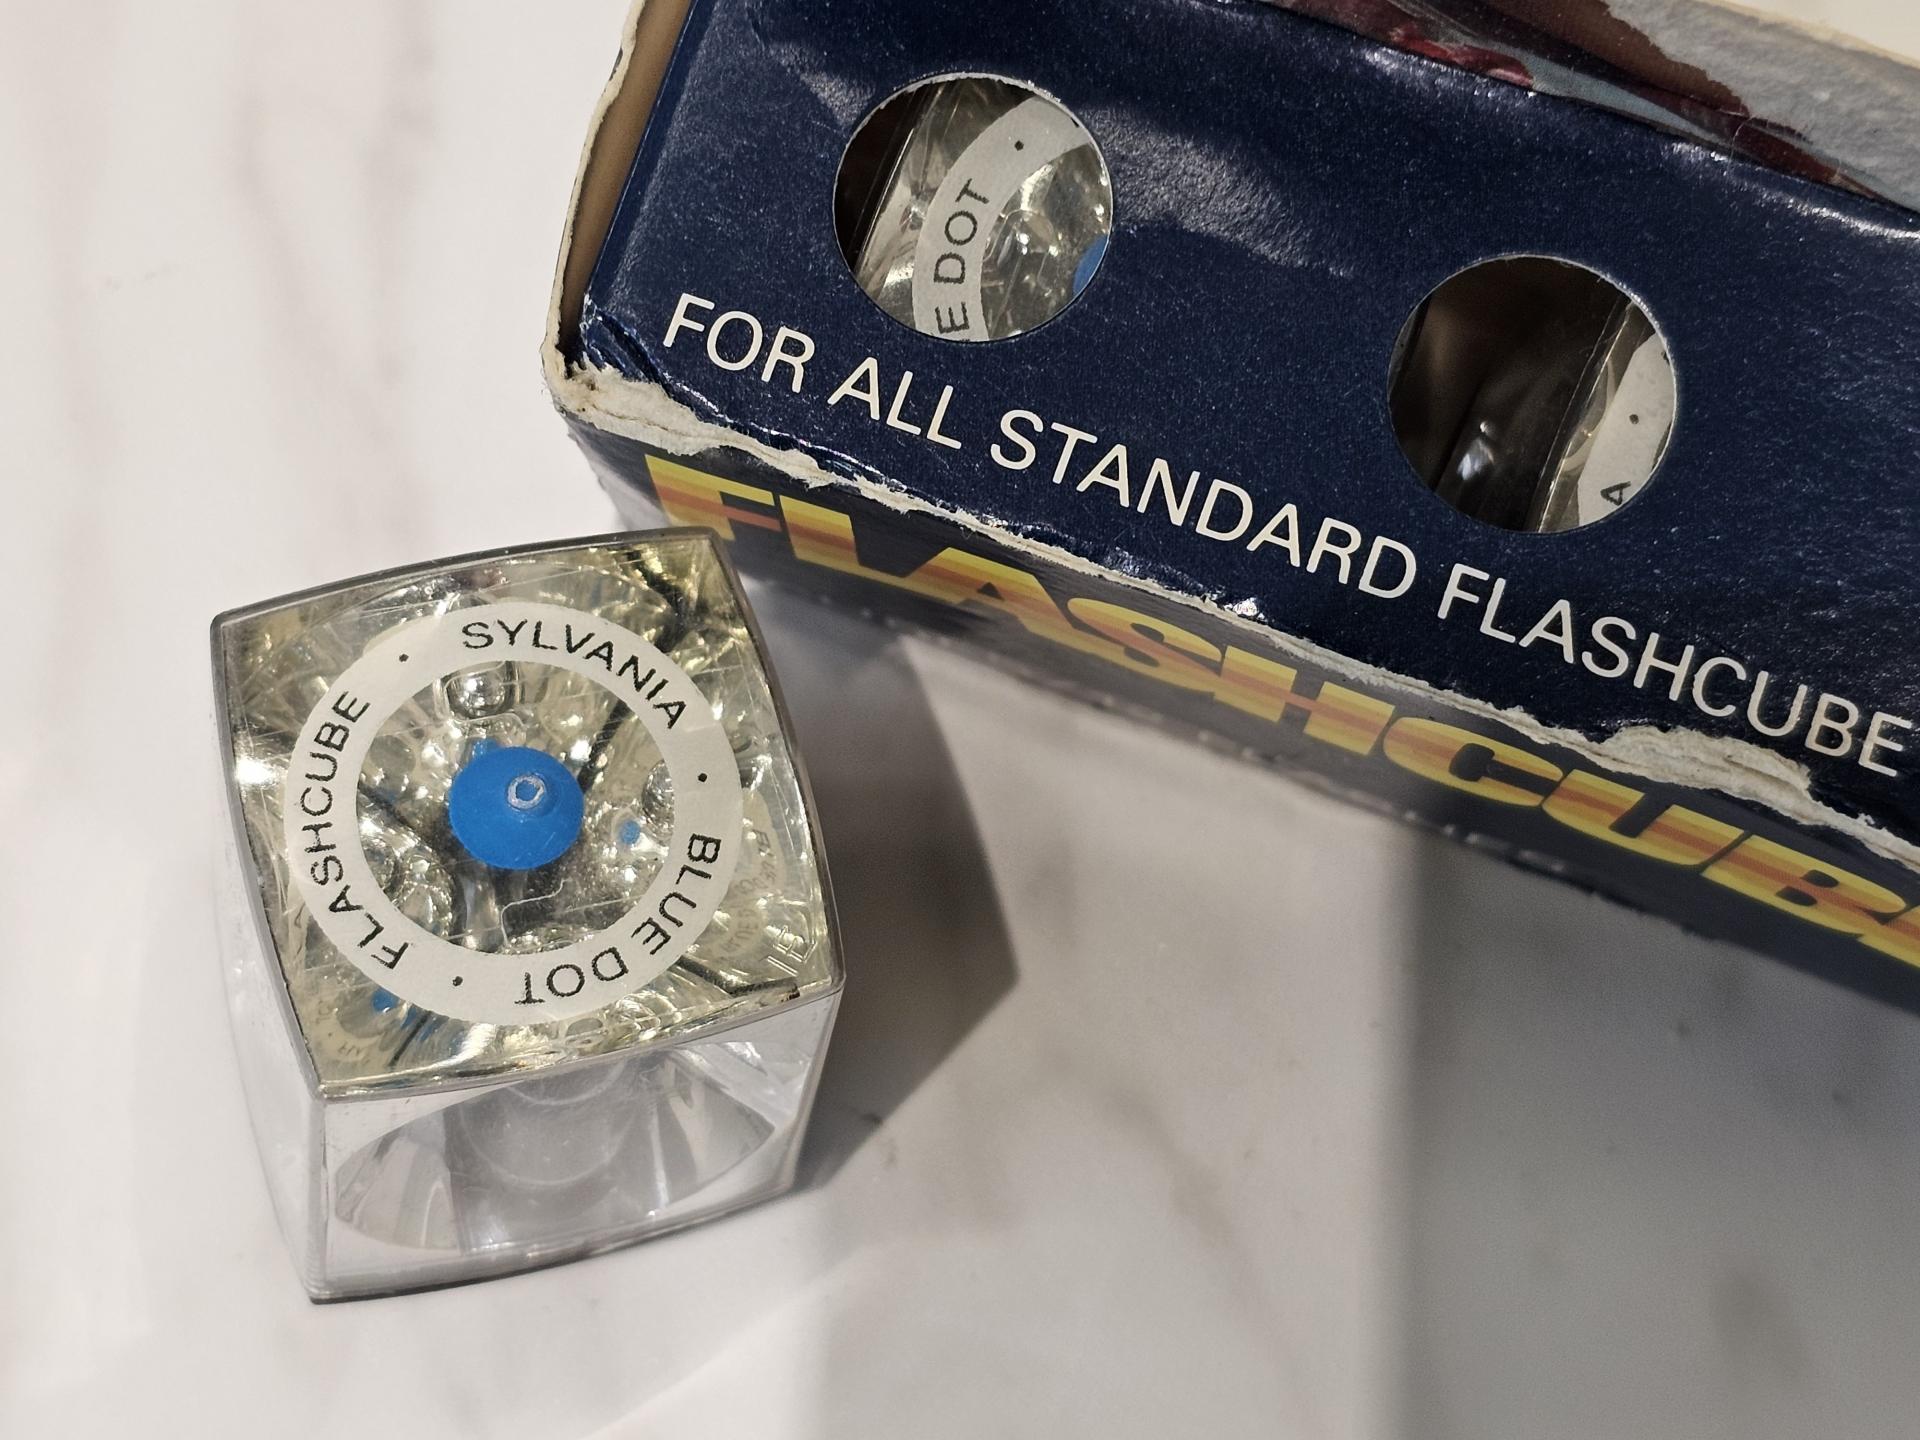 E DOT •
• A
FOR ALL STANDARD FLASHCUBE
FLASHCUB
SYLVANIA • BLUE DOT • FLASHCUBE •